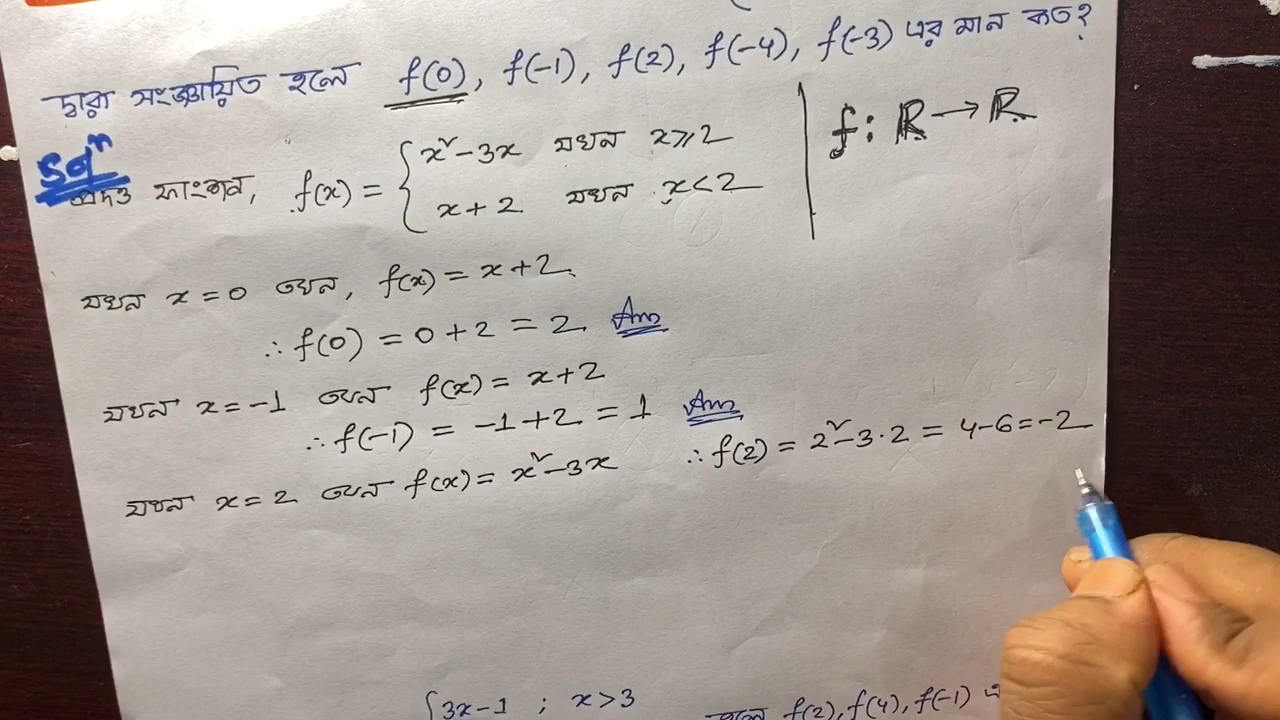 দ্বারা সংজ্ঞায়িত হলে f(0), f(-1), f(2), f(-4), f(-3) এর মান কত?
Solⁿ
প্রদত্ত ফাংশন, f(x) = { x² - 3x যখন x ≥ 2
x + 2 যখন x < 2
f: ℝ → ℝ
যখন x = 0 তখন, f(x) = x + 2
∴ f(0) = 0 + 2 = 2 Ans
যখন x = -1 তখন f(x) = x + 2
∴ f(-1) = -1 + 2 = 1 Ans
যখন x = 2 তখন f(x) = x² - 3x ∴ f(2) = 2² - 3·2 = 4 - 6 = -2
{ 3x - 1 ; x > 3 হলে f(2), f(4), f(-1)